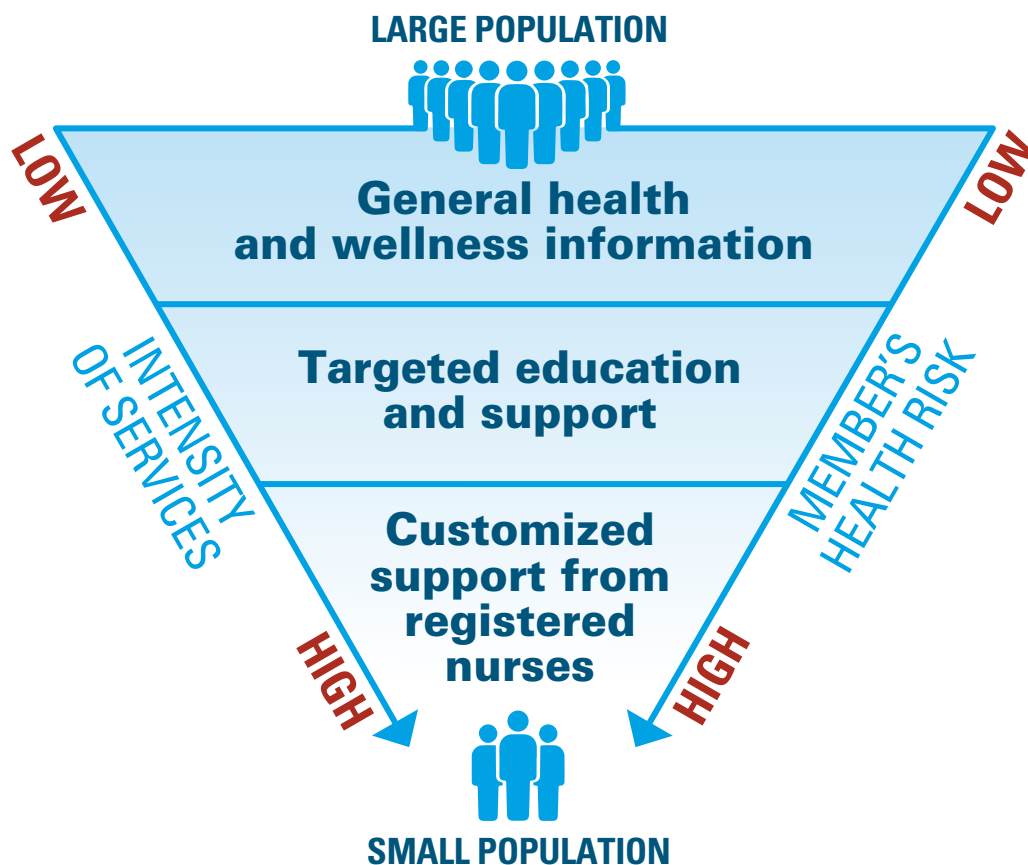 LARGE POPULATION
LOW
LOW
General health
and wellness information
Targeted education
and support
INTENSITY
OF SERVICES
MEMBER'S
HEALTH RISK
Customized
support from
registered
nurses
HIGH
HIGH
SMALL POPULATION